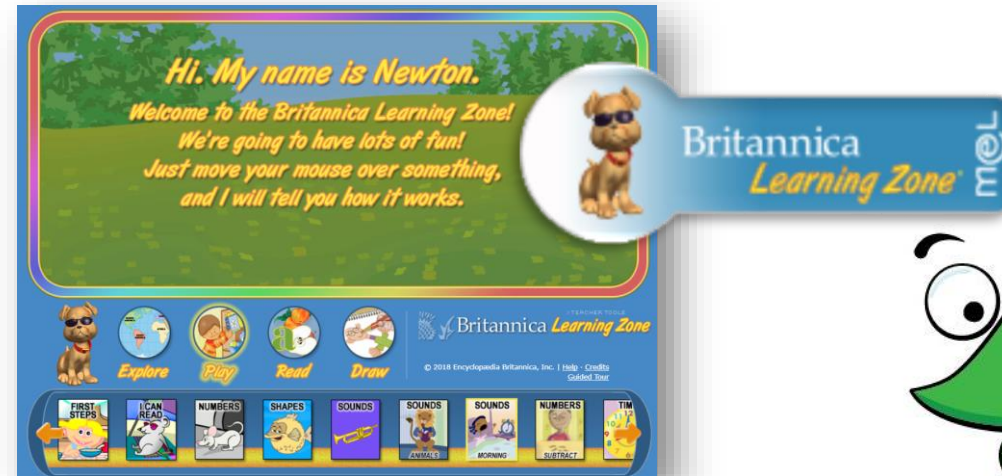 Hi. My name is Newton.
Welcome to the Britannica Learning Zone!
We're going to have lots of fun!
Just move your mouse over something,
and I will tell you how it works.
Britannica
Learning Zone
m@L
TEACHER TOOLS
Britannica Learning Zone
Explore
Play
Read
Draw
© 2018 Encyclopædia Britannica, Inc. | Help - Credits
Guided Tour
FIRST STEPS
I CAN READ
NUMBERS
SHAPES
SOUNDS
SOUNDS
ANIMALS
SOUNDS
MORNING
NUMBERS
SUBTRACT
TIM